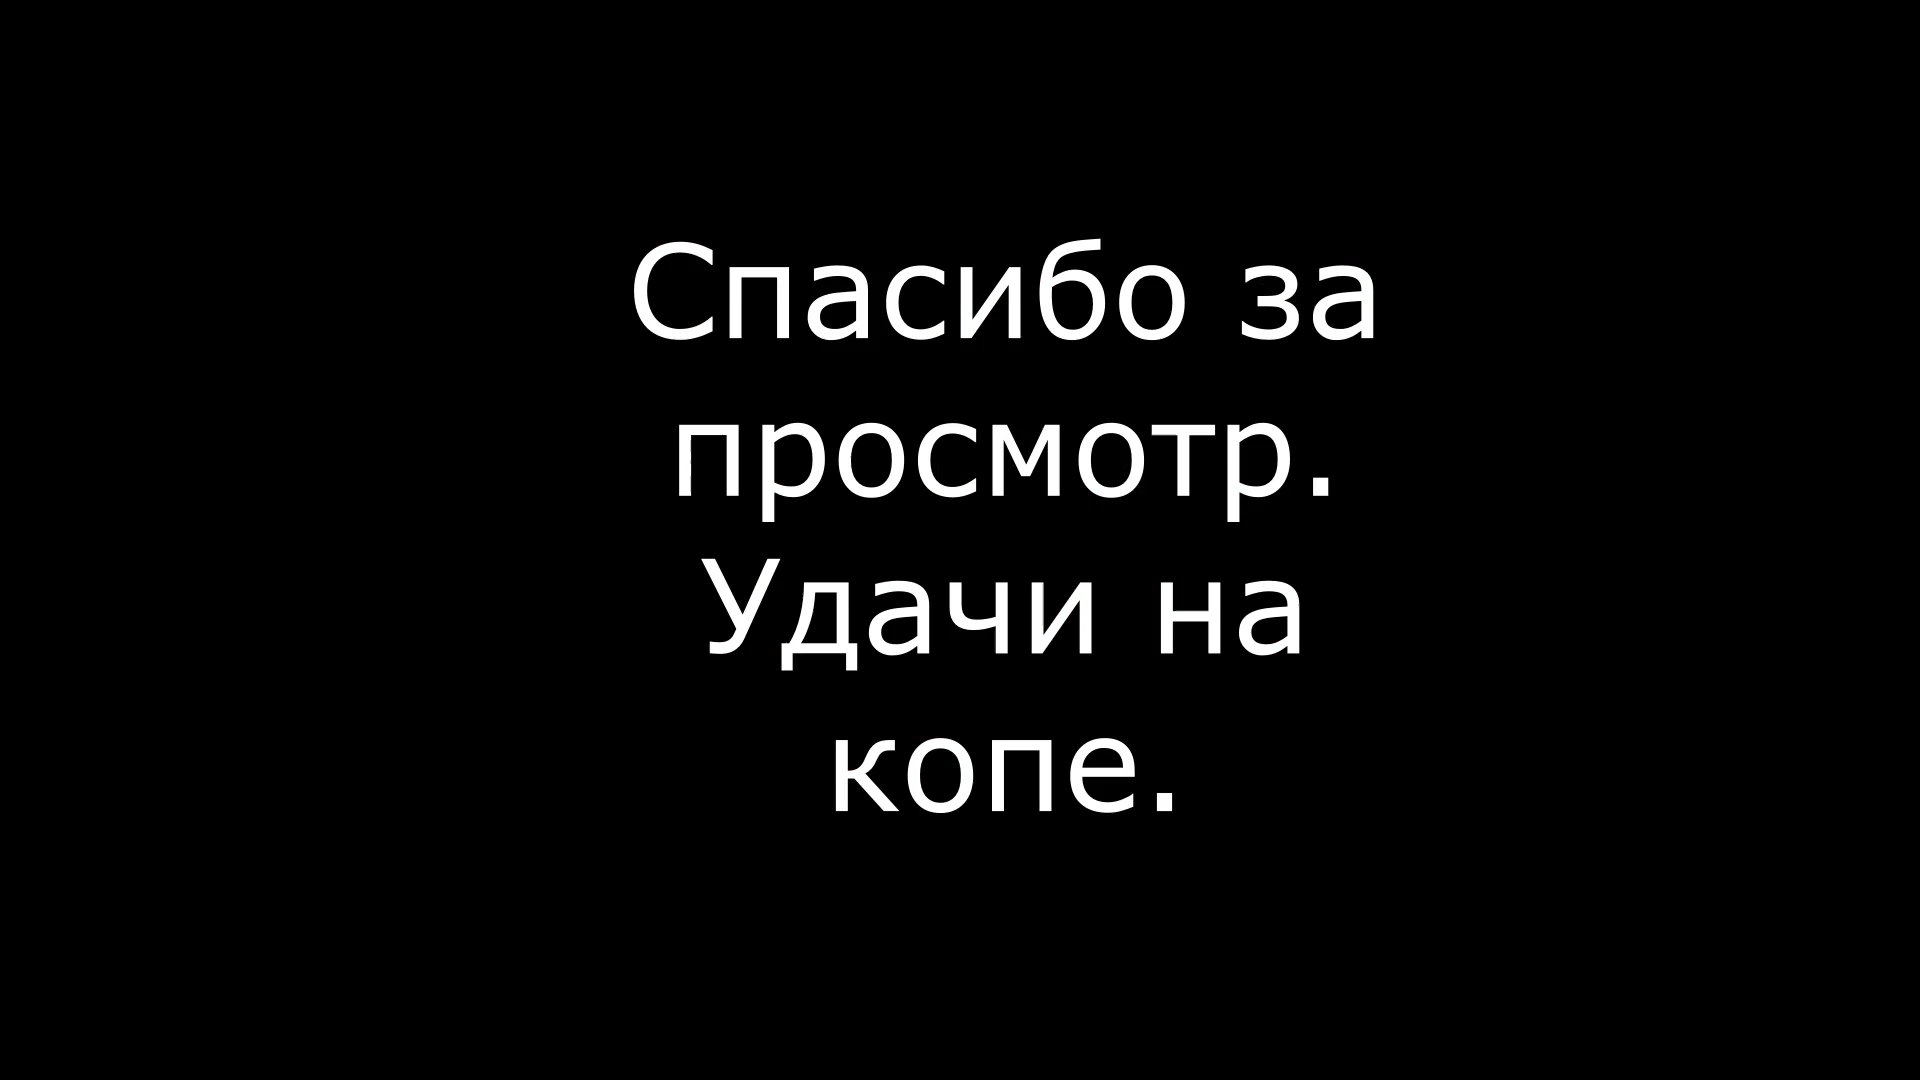 Спасибо за
просмотр.
Удачи на
копе.